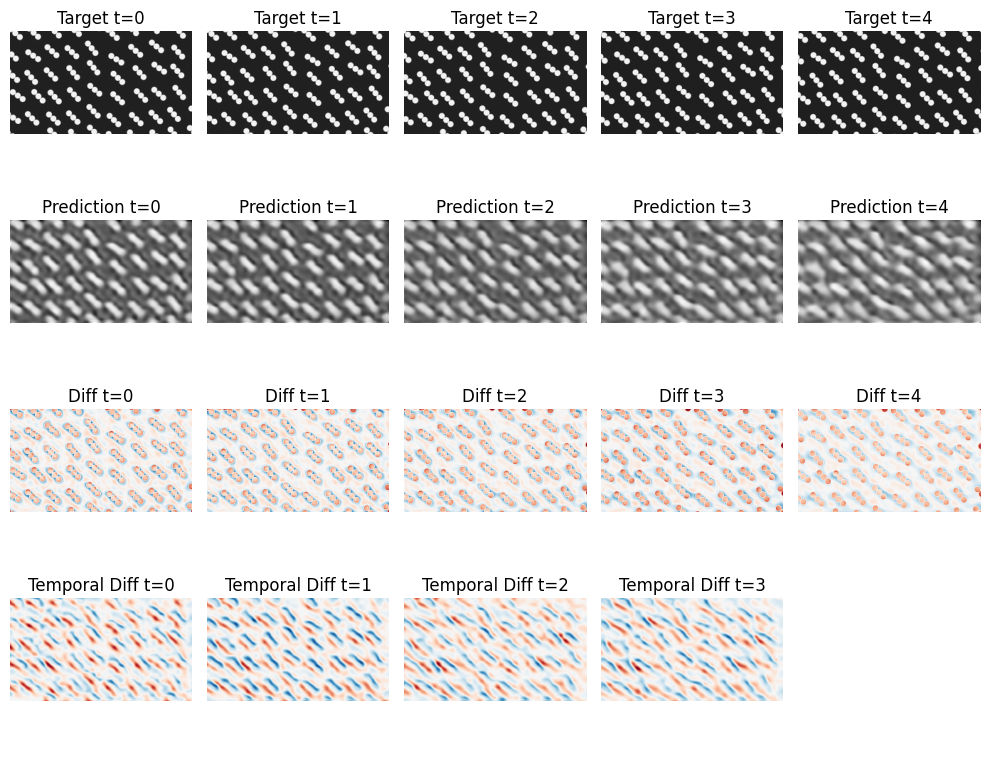 Target t=0 Target t=1 Target t=2 Target t=3 Target t=4
Prediction t=0 Prediction t=1 Prediction t=2 Prediction t=3 Prediction t=4
Diff t=0 Diff t=1 Diff t=2 Diff t=3 Diff t=4
Temporal Diff t=0 Temporal Diff t=1 Temporal Diff t=2 Temporal Diff t=3